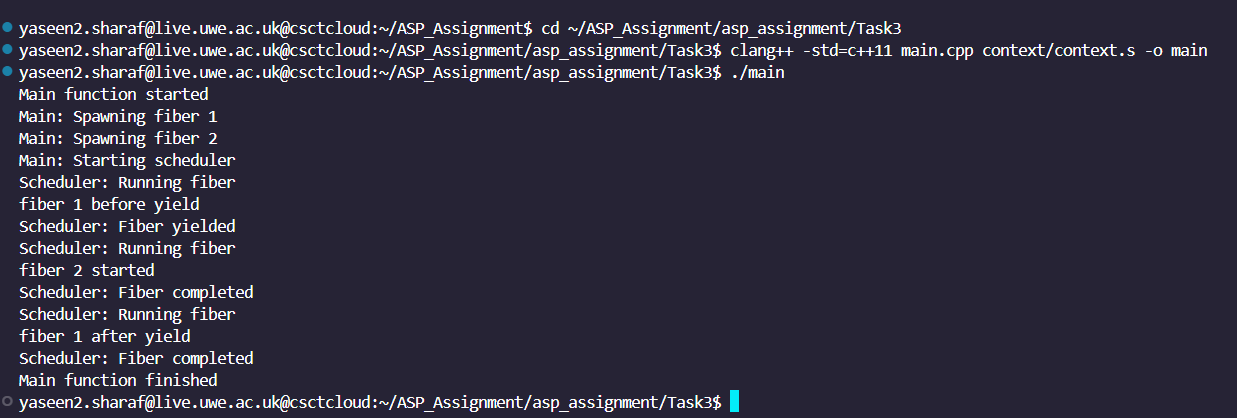 yaseen2.sharaf@live.uwe.ac.uk@csctcloud:~/ASP_Assignment$ cd ~/ASP_Assignment/asp_assignment/Task3
yaseen2.sharaf@live.uwe.ac.uk@csctcloud:~/ASP_Assignment/asp_assignment/Task3$ clang++ -std=c++11 main.cpp context/context.s -o main
yaseen2.sharaf@live.uwe.ac.uk@csctcloud:~/ASP_Assignment/asp_assignment/Task3$ ./main
Main function started
Main: Spawning fiber 1
Main: Spawning fiber 2
Main: Starting scheduler
Scheduler: Running fiber
fiber 1 before yield
Scheduler: Fiber yielded
Scheduler: Running fiber
fiber 2 started
Scheduler: Fiber completed
Scheduler: Running fiber
fiber 1 after yield
Scheduler: Fiber completed
Main function finished
yaseen2.sharaf@live.uwe.ac.uk@csctcloud:~/ASP_Assignment/asp_assignment/Task3$